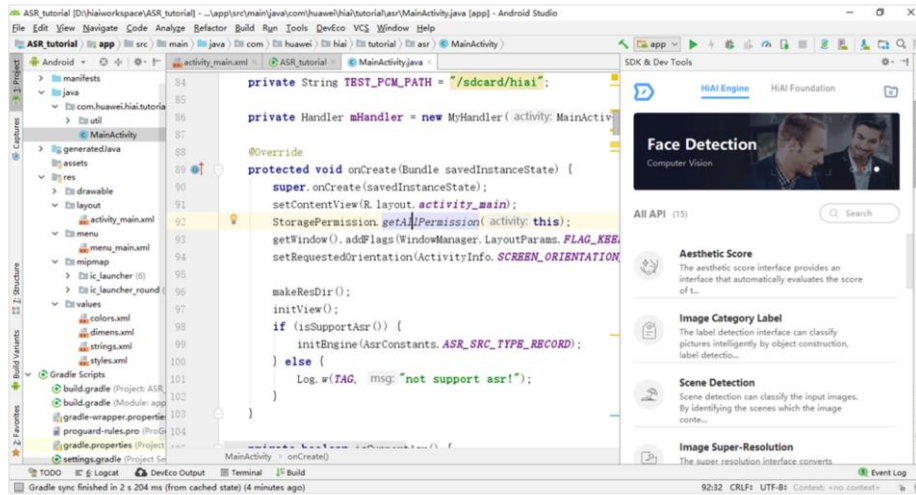 ASR_tutorial [D:\hiaiworkspace\ASR_tutorial] - ...\app\src\main\java\com\huawei\hiai\tutorial\asr\MainActivity.java [app] - Android Studio
File Edit View Navigate Code Analyze Refactor Build Run Tools DevEco VCS Window Help
ASR_tutorial app src main java com huawei hiai tutorial asr MainActivity
app
Android
activity_main.xml
ASR_tutorial
MainActivity.java
SDK & Dev Tools
1: Project
Captures
Z: Structure
Build Variants
2: Favorites
manifests
java
com.huawei.hiai.tutoria
util
MainActivity
generatedJava
assets
res
drawable
layout
activity_main.xml
menu
menu_main.xml
mipmap
ic_launcher (6)
ic_launcher_round (
values
colors.xml
dimens.xml
strings.xml
styles.xml
Gradle Scripts
build.gradle (Project: ASR_
build.gradle (Module: app
gradle-wrapper.propertie
proguard-rules.pro (ProG
gradle.properties (Project
settings.gradle (Project Se
84 private String TEST_PCM_PATH = "/sdcard/hiai";
85
86 private Handler mHandler = new MyHandler( activity: MainActiv
87
88 @Override
89 protected void onCreate(Bundle savedInstanceState) {
90 super.onCreate(savedInstanceState);
91 setContentView(R.layout.activity_main);
92 StoragePermission.getAllPermission( activity: this);
93 getWindow().addFlags(WindowManager.LayoutParams.FLAG_KEE
94 setRequestedOrientation(ActivityInfo.SCREEN_ORIENTATION_
95
96 makeResDir();
97 initView();
98 if (isSupportAsr()) {
99 initEngine(AsrConstants.ASR_SRC_TYPE_RECORD);
100 } else {
101 Log.w(TAG, msg: "not support asr!");
102 }
103 }
104
MainActivity onCreate()
HiAI Engine HiAI Foundation
Face Detection
Computer Vision
All API (15)
Search
Aesthetic Score
The aesthetic score interface provides an
interface that automatically evaluates the score
of t...
Image Category Label
The label detection interface can classify
pictures intelligently by object construction,
label detectio...
Scene Detection
Scene detection can classify the input images.
By identifying the scenes which the image
conte...
Image Super-Resolution
The super resolution interface converts
TODO 6: Logcat DevEco Output Terminal Build
Event Log
Gradle sync finished in 2 s 204 ms (from cached state) (4 minutes ago)
92:32 CRLF: UTF-8: Context: <no context>